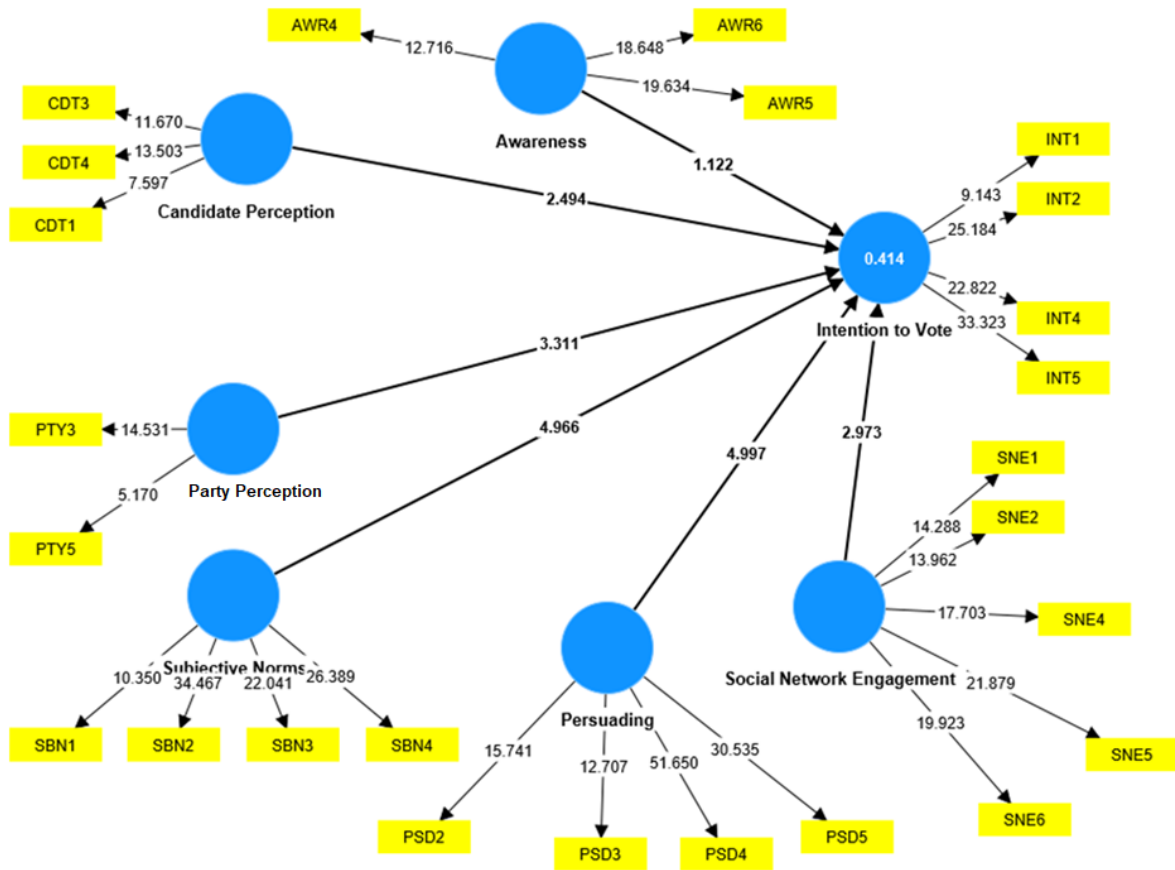 AWR4
12.716
18.648
AWR6
19.634
AWR5
Awareness
CDT3
11.670
CDT4
13.503
7.597
CDT1
Candidate Perception
1.122
2.494
INT1
9.143
INT2
25.184
0.414
22.822
INT4
33.323
INT5
Intention to Vote
3.311
PTY3
14.531
5.170
PTY5
Party Perception
4.966
4.997
2.973
Subjective Norms
10.350
34.467
22.041
26.389
SBN1
SBN2
SBN3
SBN4
Persuading
15.741
12.707
51.650
30.535
PSD2
PSD3
PSD4
PSD5
SNE1
14.288
SNE2
13.962
17.703
SNE4
Social Network Engagement
21.879
19.923
SNE5
SNE6